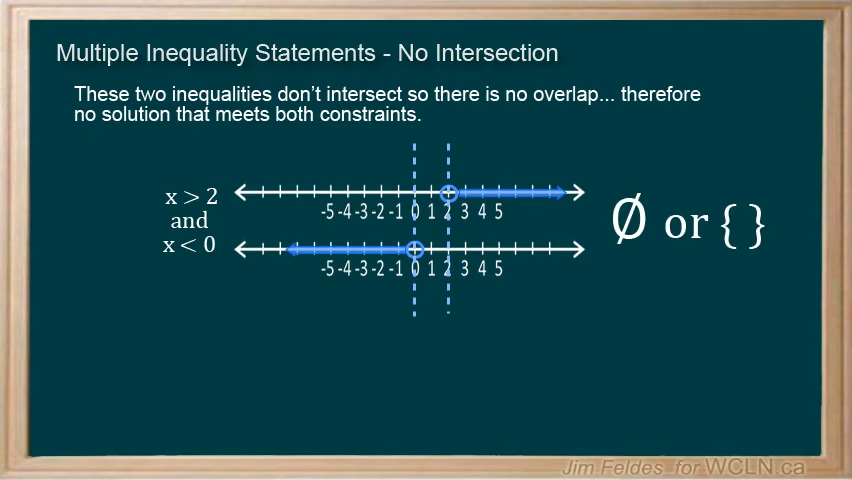 Multiple Inequality Statements - No Intersection
These two inequalities don't intersect so there is no overlap... therefore
no solution that meets both constraints.
x > 2
and
x < 0
-5 -4 -3 -2 -1 0 1 2 3 4 5
-5 -4 -3 -2 -1 0 1 2 3 4 5
∅ or { }
Jim Feldes for WCLN.ca